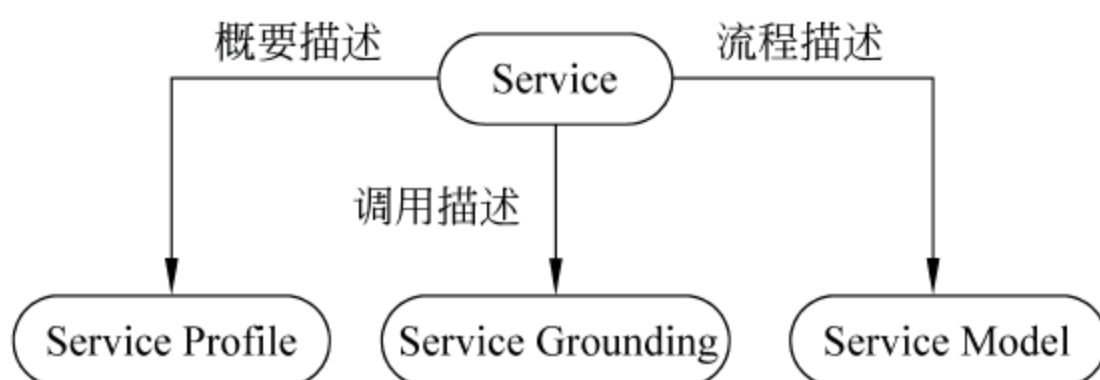 概要描述
Service
流程描述
调用描述
Service Profile
Service Grounding
Service Model